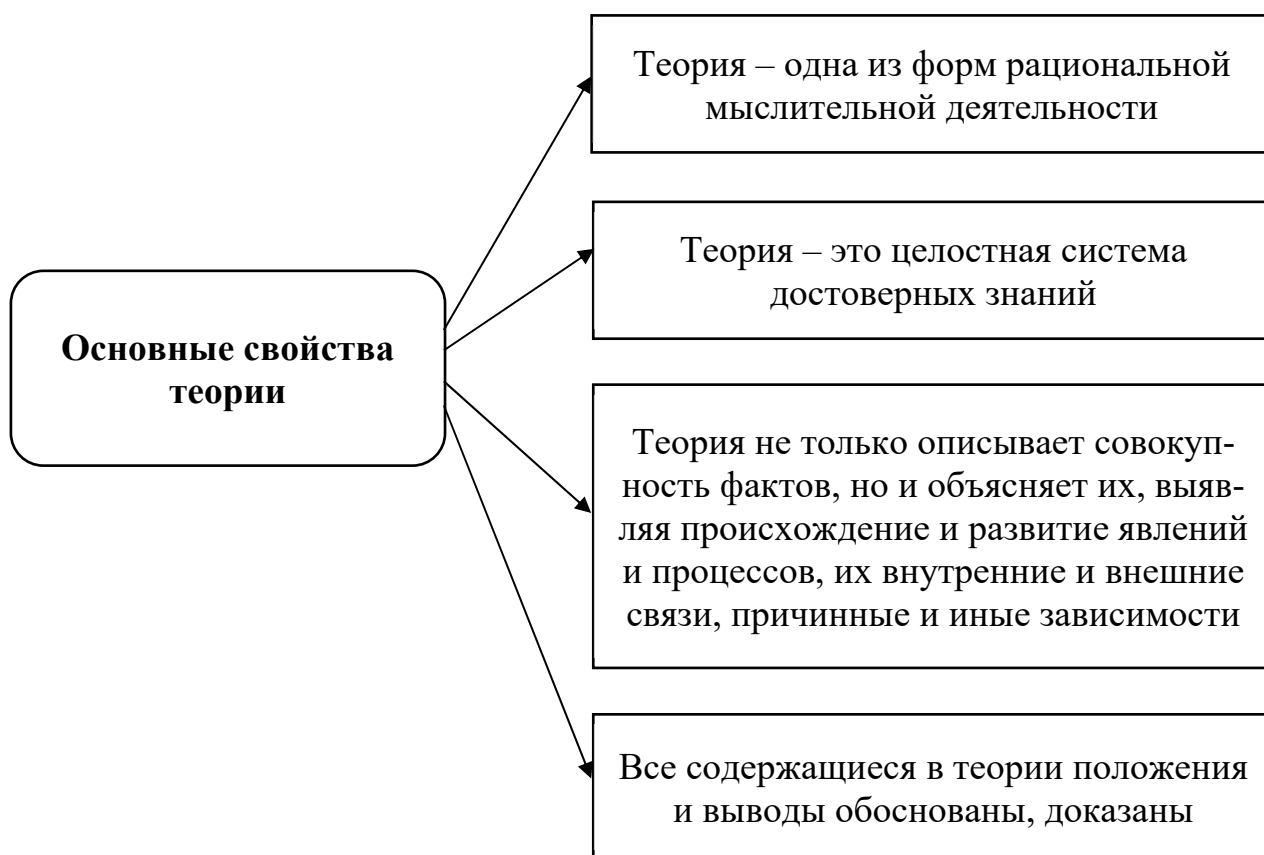 Теория – одна из форм рациональной
мыслительной деятельности
Теория – это целостная система
достоверных знаний
Основные свойства
теории
Теория не только описывает совокуп-
ность фактов, но и объясняет их, выяв-
ляя происхождение и развитие явлений
и процессов, их внутренние и внешние
связи, причинные и иные зависимости
Все содержащиеся в теории положения
и выводы обоснованы, доказаны